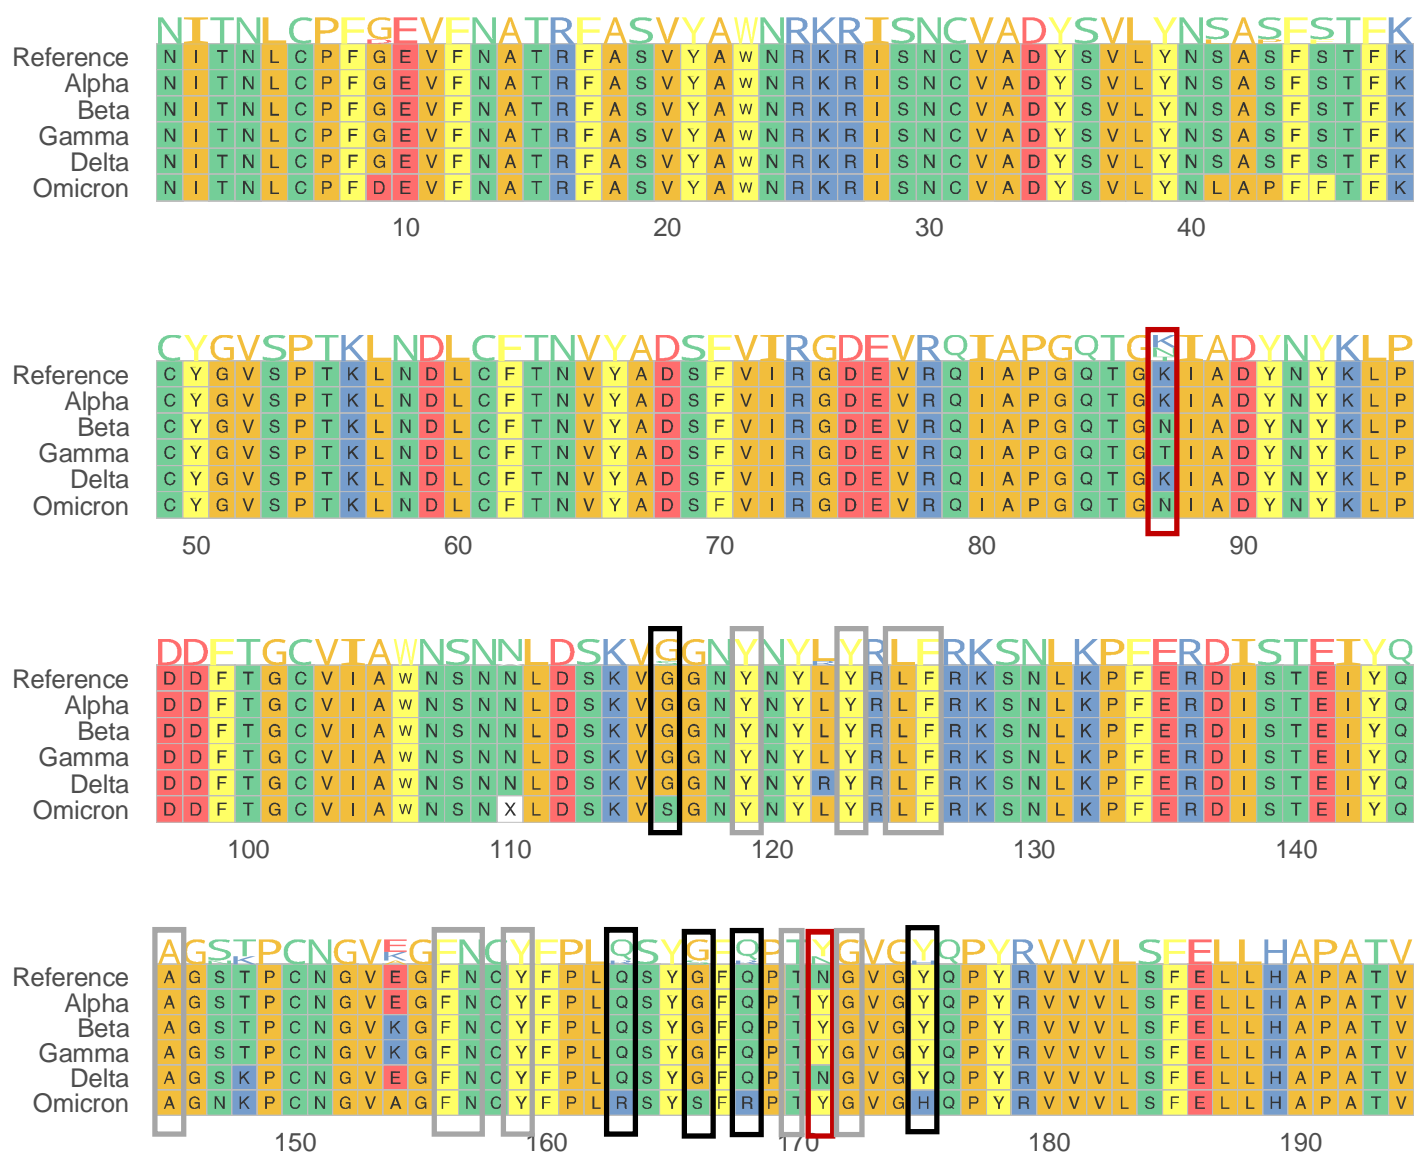 NITNLCPFGEVFNATRFASVYAWNRKRISNCVADYSVLYNSASFSTFK
Reference N I T N L C P F G E V F N A T R F A S V Y A W N R K R I S N C V A D Y S V L Y N S A S F S T F K
Alpha N I T N L C P F G E V F N A T R F A S V Y A W N R K R I S N C V A D Y S V L Y N S A S F S T F K
Beta N I T N L C P F G E V F N A T R F A S V Y A W N R K R I S N C V A D Y S V L Y N S A S F S T F K
Gamma N I T N L C P F G E V F N A T R F A S V Y A W N R K R I S N C V A D Y S V L Y N S A S F S T F K
Delta N I T N L C P F G E V F N A T R F A S V Y A W N R K R I S N C V A D Y S V L Y N S A S F S T F K
Omicron N I T N L C P F D E V F N A T R F A S V Y A W N R K R I S N C V A D Y S V L Y N L A P F F T F K
10 20 30 40
CYGVSPTKLNDLCFTNVYADSFVIRGDEVRQIAPGQTGKIADYNYKLP
Reference C Y G V S P T K L N D L C F T N V Y A D S F V I R G D E V R Q I A P G Q T G K I A D Y N Y K L P
Alpha C Y G V S P T K L N D L C F T N V Y A D S F V I R G D E V R Q I A P G Q T G K I A D Y N Y K L P
Beta C Y G V S P T K L N D L C F T N V Y A D S F V I R G D E V R Q I A P G Q T G N I A D Y N Y K L P
Gamma C Y G V S P T K L N D L C F T N V Y A D S F V I R G D E V R Q I A P G Q T G T I A D Y N Y K L P
Delta C Y G V S P T K L N D L C F T N V Y A D S F V I R G D E V R Q I A P G Q T G K I A D Y N Y K L P
Omicron C Y G V S P T K L N D L C F T N V Y A D S F V I R G D E V R Q I A P G Q T G N I A D Y N Y K L P
50 60 70 80 90
DDFTGCVIAWNSNNLDSKVGGNYNYLYRLFRKSNLKPFERDISTEIYQ
Reference D D F T G C V I A W N S N N L D S K V G G N Y N Y L Y R L F R K S N L K P F E R D I S T E I Y Q
Alpha D D F T G C V I A W N S N N L D S K V G G N Y N Y L Y R L F R K S N L K P F E R D I S T E I Y Q
Beta D D F T G C V I A W N S N N L D S K V G G N Y N Y L Y R L F R K S N L K P F E R D I S T E I Y Q
Gamma D D F T G C V I A W N S N N L D S K V G G N Y N Y L Y R L F R K S N L K P F E R D I S T E I Y Q
Delta D D F T G C V I A W N S N N L D S K V G G N Y N Y R Y R L F R K S N L K P F E R D I S T E I Y Q
Omicron D D F T G C V I A W N S N X L D S K V S G N Y N Y L Y R L F R K S N L K P F E R D I S T E I Y Q
100 110 120 130 140
AGSTPCNGVEGFNCYFPLQSYGFQPTYGVGYQPYRVVVLSFELLHAPATV
Reference A G S T P C N G V E G F N C Y F P L Q S Y G F Q P T N G V G Y Q P Y R V V V L S F E L L H A P A T V
Alpha A G S T P C N G V E G F N C Y F P L Q S Y G F Q P T Y G V G Y Q P Y R V V V L S F E L L H A P A T V
Beta A G S T P C N G V K G F N C Y F P L Q S Y G F Q P T Y G V G Y Q P Y R V V V L S F E L L H A P A T V
Gamma A G S T P C N G V K G F N C Y F P L Q S Y G F Q P T Y G V G Y Q P Y R V V V L S F E L L H A P A T V
Delta A G S K P C N G V E G F N C Y F P L Q S Y G F Q P T N G V G Y Q P Y R V V V L S F E L L H A P A T V
Omicron A G N K P C N G V A G F N C Y F P L R S Y S F R P T Y G V G H Q P Y R V V V L S F E L L H A P A T V
150 160 170 180 190